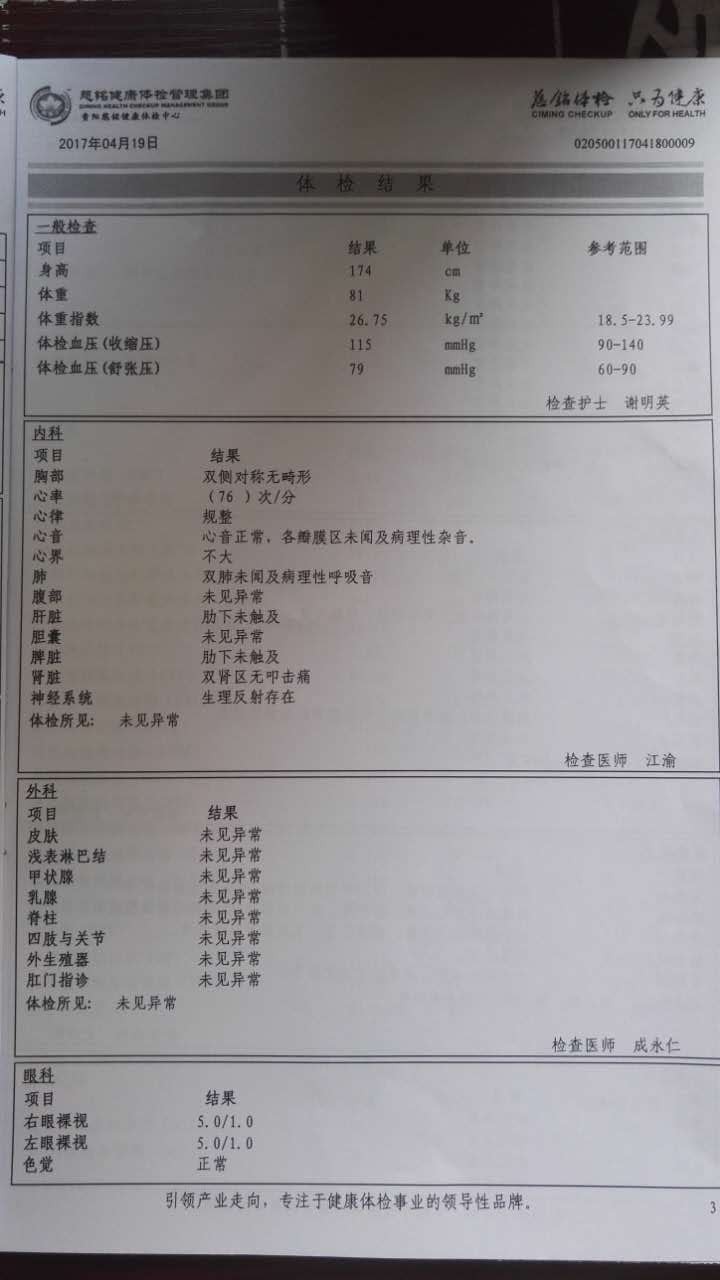 慈铭健康体检管理集团 慈铭体检 只为健康
CIMING HEALTH CHECKUP MANAGEMENT GROUP CIMING CHECKUP ONLY FOR HEALTH
贵阳慈铭健康体检中心
2017年04月19日 020500117041800009
体 检 结 果
一般检查
项目 结果 单位 参考范围
身高 174 cm
体重 81 Kg
体重指数 26.75 kg/m² 18.5-23.99
体检血压(收缩压) 115 mmHg 90-140
体检血压(舒张压) 79 mmHg 60-90
检查护士 谢明英
内科
项目 结果
胸部 双侧对称无畸形
心率 (76 )次/分
心律 规整
心音 心音正常，各瓣膜区未闻及病理性杂音。
心界 不大
肺 双肺未闻及病理性呼吸音
腹部 未见异常
肝脏 肋下未触及
胆囊 未见异常
脾脏 肋下未触及
肾脏 双肾区无叩击痛
神经系统 生理反射存在
体检所见: 未见异常
检查医师 江渝
外科
项目 结果
皮肤 未见异常
浅表淋巴结 未见异常
甲状腺 未见异常
乳腺 未见异常
脊柱 未见异常
四肢与关节 未见异常
外生殖器 未见异常
肛门指诊 未见异常
体检所见: 未见异常
检查医师 成永仁
眼科
项目 结果
右眼裸视 5.0/1.0
左眼裸视 5.0/1.0
色觉 正常
引领产业走向，专注于健康体检事业的领导性品牌。
3